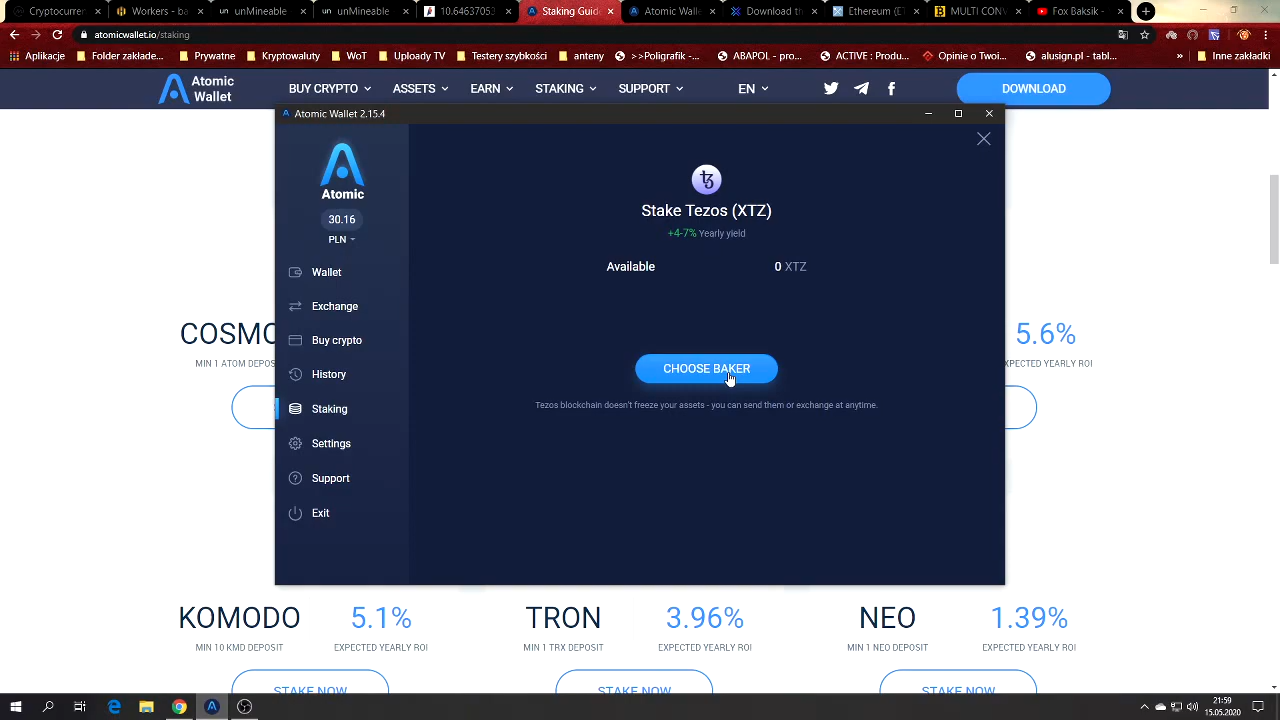 Cryptocurren
Workers - ba
unMineable
unMineable
10.64637053
Staking Guid
Atomic Walle
Download th
Ethereum (ET
MULTI CONV
Fox Baksik -
atomicwallet.io/staking
Aplikacje
Folder zakłade...
Prywatne
Kryptowaluty
WoT
Uploady TV
Testery szybkości
anteny
>>Poligrafik -...
ABAPOL - pro...
ACTIVE : Produ...
Opinie o Twoi...
alusign.pl - tabl...
»
Inne zakładki
Atomic
Wallet
BUY CRYPTO
ASSETS
EARN
STAKING
SUPPORT
EN
DOWNLOAD
Atomic Wallet 2.15.4
Atomic
30.16
PLN
Wallet
Exchange
Buy crypto
History
Staking
Settings
Support
Exit
Stake Tezos (XTZ)
+4-7% Yearly yield
Available 0 XTZ
CHOOSE BAKER
Tezos blockchain doesn't freeze your assets - you can send them or exchange at anytime.
COSMO
MIN 1 ATOM DEPOS
5.6%
XPECTED YEARLY ROI
KOMODO 5.1%
MIN 10 KMD DEPOSIT EXPECTED YEARLY ROI
STAKE NOW
TRON 3.96%
MIN 1 TRX DEPOSIT EXPECTED YEARLY ROI
STAKE NOW
NEO 1.39%
MIN 1 NEO DEPOSIT EXPECTED YEARLY ROI
STAKE NOW
21:59
15.05.2020